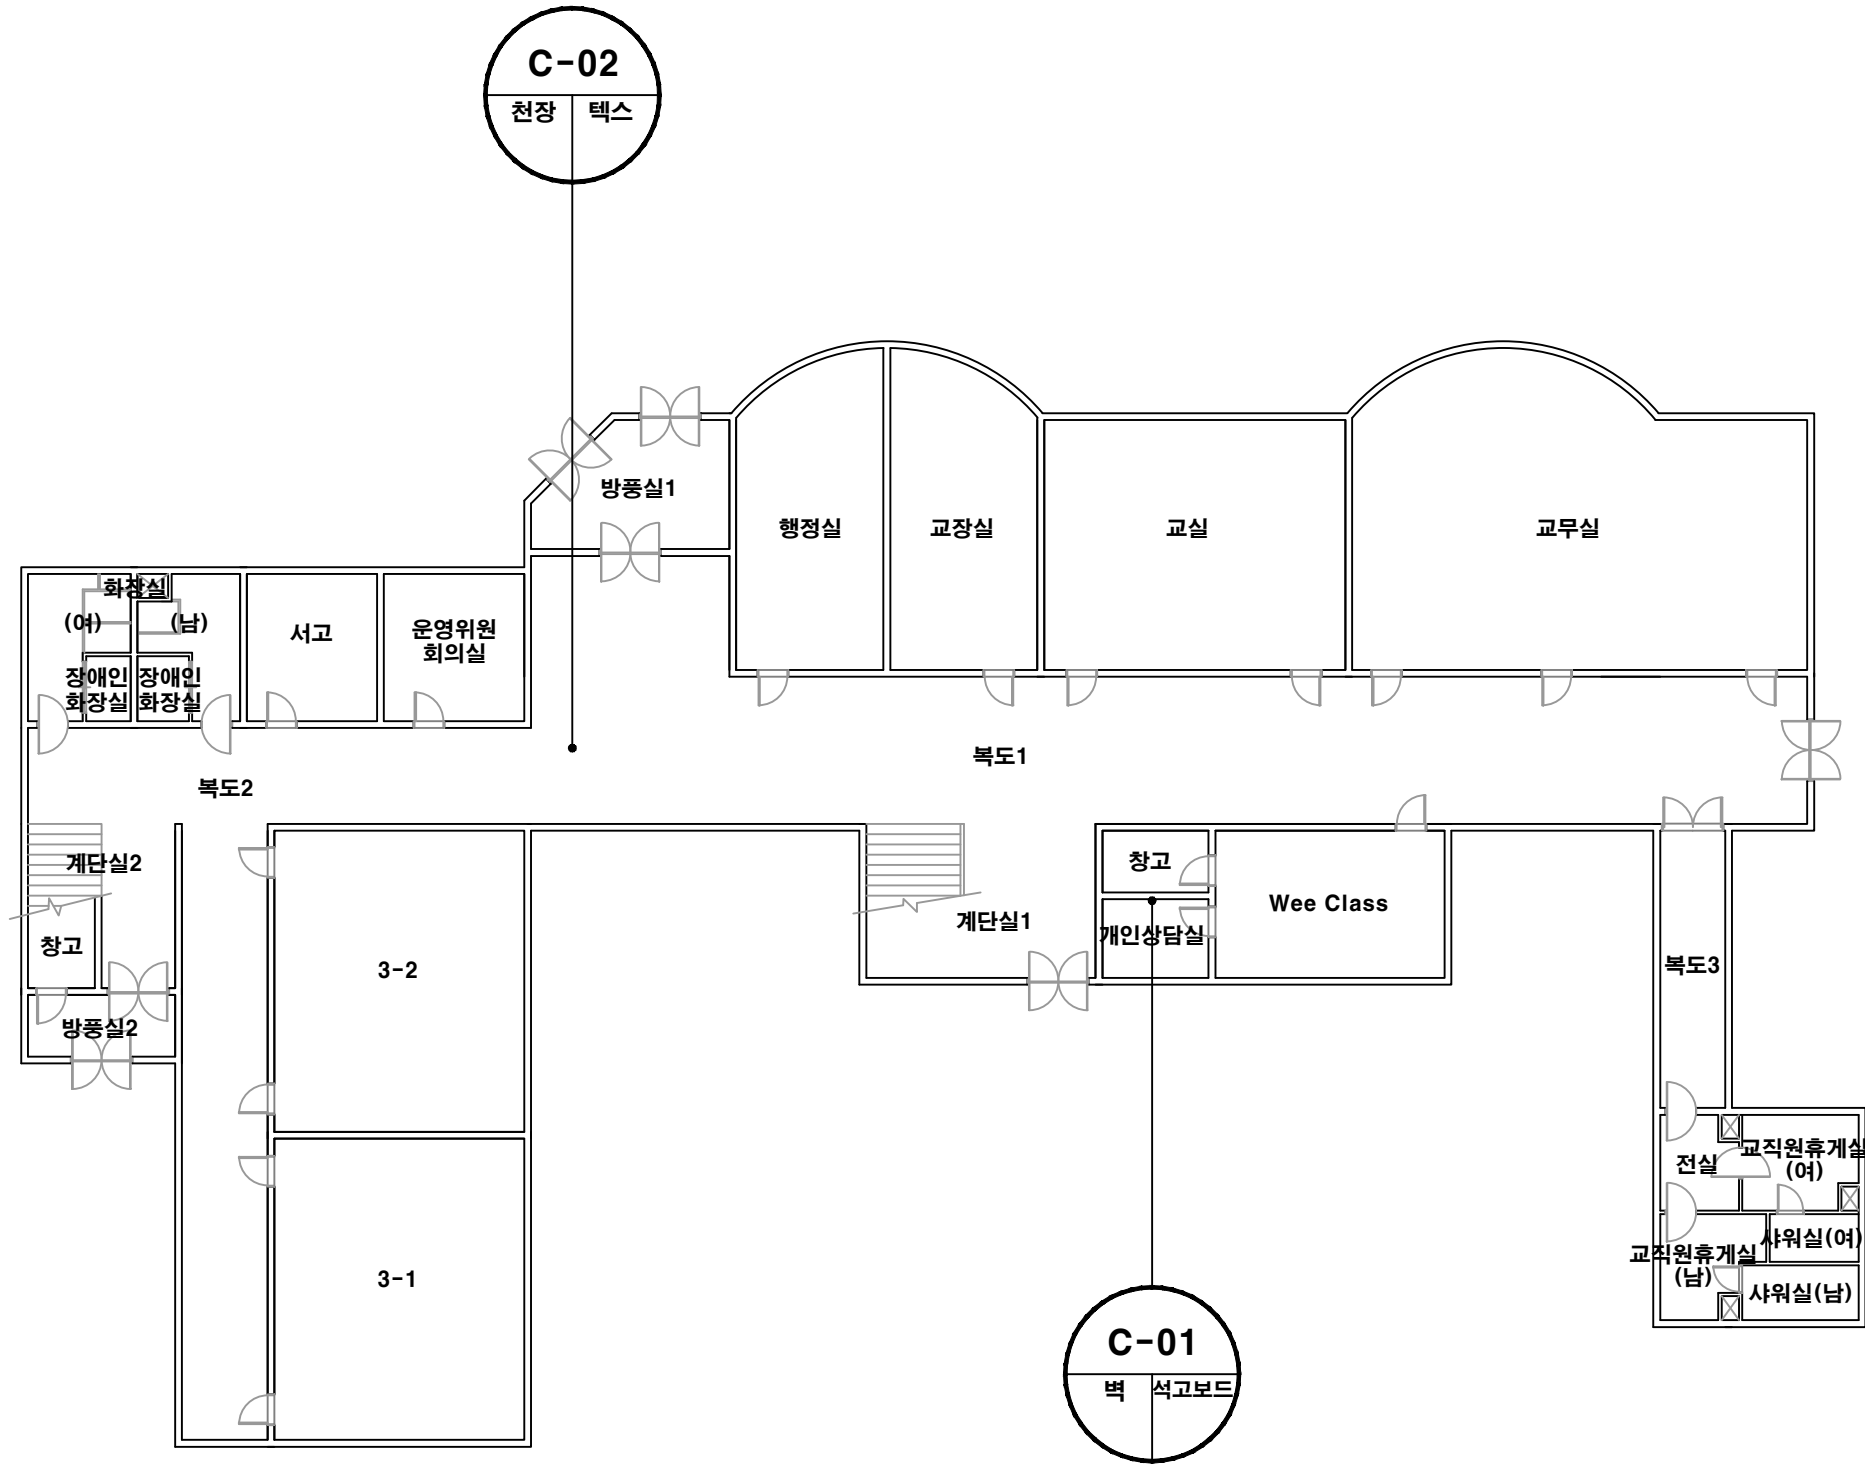 C-02
천장 텍스
방풍실1
행정실
교장실
교실
교무실
화장실
(여)
(남)
서고
운영위원
회의실
장애인
화장실
장애인
화장실
복도1
복도2
계단실2
창고
Wee Class
계단실1
개인상담실
창고
3-2
복도3
방풍실2
전실
교직원휴게실
(여)
샤워실(여)
교직원휴게실
(남)
샤워실(남)
3-1
C-01
벽 석고보드